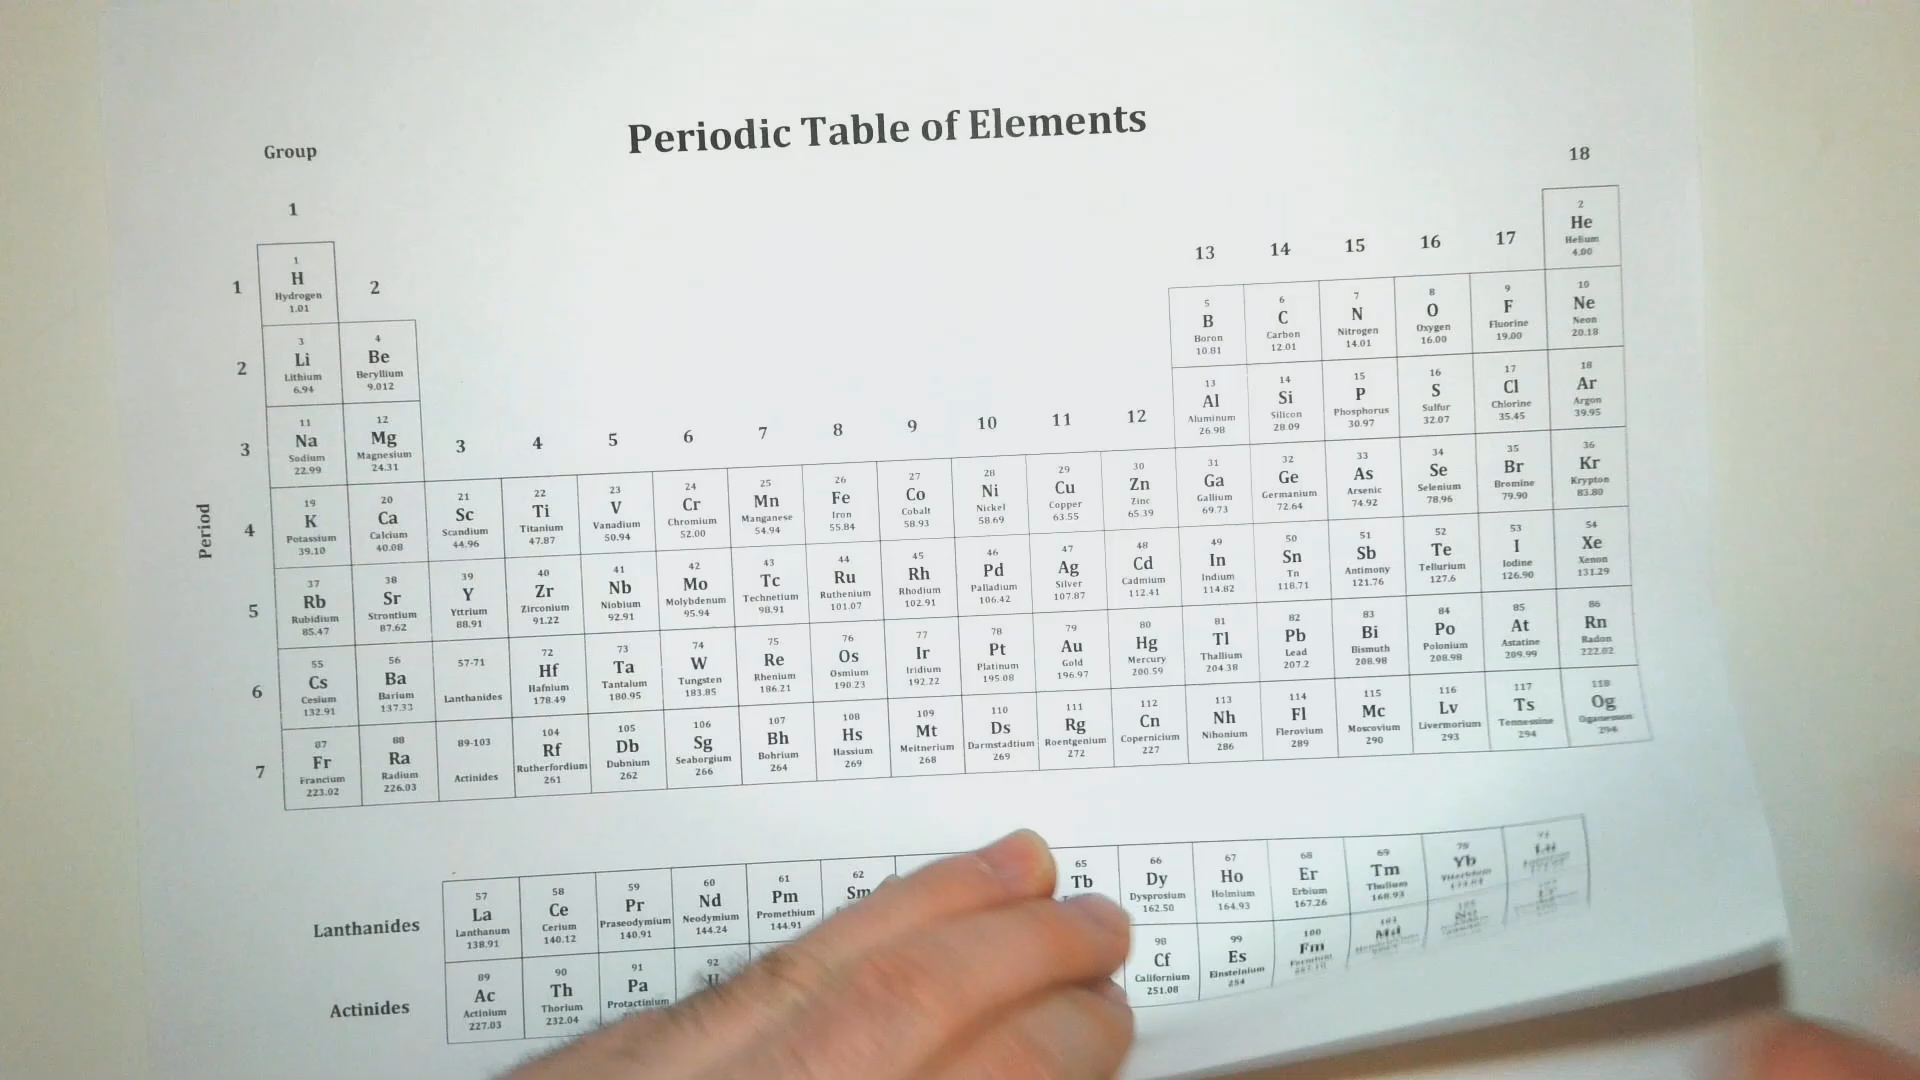 Periodic Table of Elements
Group
18
1
2
He
Helium
4.00
13 14 15 16 17
1
1
H
Hydrogen
1.01
2
5 6 7 8 9 10
B C N O F Ne
Boron Carbon Nitrogen Oxygen Fluorine Neon
10.81 12.01 14.01 16.00 19.00 20.18
2
3 4
Li Be
Lithium Beryllium
6.94 9.012
13 14 15 16 17 18
Al Si P S Cl Ar
Aluminum Silicon Phosphorus Sulfur Chlorine Argon
26.98 28.09 30.97 32.07 35.45 39.95
3
11 12
Na Mg
Sodium Magnesium
22.99 24.31
3 4 5 6 7 8 9 10 11 12
Period
4
19 20 21 22 23 24 25 26 27 28 29 30 31 32 33 34 35 36
K Ca Sc Ti V Cr Mn Fe Co Ni Cu Zn Ga Ge As Se Br Kr
Potassium Calcium Scandium Titanium Vanadium Chromium Manganese Iron Cobalt Nickel Copper Zinc Gallium Germanium Arsenic Selenium Bromine Krypton
39.10 40.08 44.96 47.87 50.94 52.00 54.94 55.84 58.93 58.69 63.55 65.39 69.73 72.64 74.92 78.96 79.90 83.80
5
37 38 39 40 41 42 43 44 45 46 47 48 49 50 51 52 53 54
Rb Sr Y Zr Nb Mo Tc Ru Rh Pd Ag Cd In Sn Sb Te I Xe
Rubidium Strontium Yttrium Zirconium Niobium Molybdenum Technetium Ruthenium Rhodium Palladium Silver Cadmium Indium Tn Antimony Tellurium Iodine Xenon
85.47 87.62 88.91 91.22 92.91 95.94 98.91 101.07 102.91 106.42 107.87 112.41 114.82 118.71 121.76 127.6 126.90 131.29
6
55 56 57-71 72 73 74 75 76 77 78 79 80 81 82 83 84 85 86
Cs Ba Hf Ta W Re Os Ir Pt Au Hg Tl Pb Bi Po At Rn
Cesium Barium Lanthanides Hafnium Tantalum Tungsten Rhenium Osmium Iridium Platinum Gold Mercury Thallium Lead Bismuth Polonium Astatine Radon
132.91 137.33 178.49 180.95 183.85 186.21 190.23 192.22 195.08 196.97 200.59 204.38 207.2 208.98 208.98 209.99 222.02
7
87 88 89-103 104 105 106 107 108 109 110 111 112 113 114 115 116 117 118
Fr Ra Rf Db Sg Bh Hs Mt Ds Rg Cn Nh Fl Mc Lv Ts Og
Francium Radium Actinides Rutherfordium Dubnium Seaborgium Bohrium Hassium Meitnerium Darmstadtium Roentgenium Copernicium Nihonium Flerovium Moscovium Livermorium Tennessine Oganesson
223.02 226.03 261 262 266 264 269 268 269 272 227 286 289 290 293 294 294
Lanthanides
57 58 59 60 61 62 65 66 67 68 69 70
La Ce Pr Nd Pm Sm Tb Dy Ho Er Tm Yb
Lanthanum Cerium Praseodymium Neodymium Promethium Dysprosium Holmium Erbium Thulium
138.91 140.12 140.91 144.24 144.91 162.50 164.93 167.26 168.93
Actinides
89 90 91 92 98 99 100
Ac Th Pa U Cf Es Fm Md
Actinium Thorium Protactinium Californium Einsteinium
227.03 232.04 251.08 254